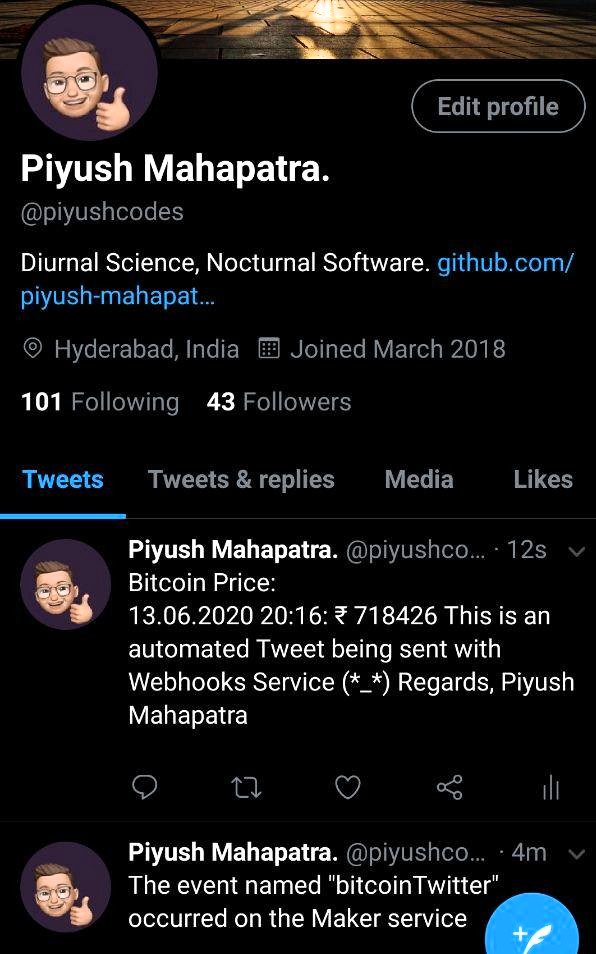 Edit profile
Piyush Mahapatra.
@piyushcodes
Diurnal Science, Nocturnal Software. github.com/
piyush-mahapat...
Hyderabad, India Joined March 2018
101 Following 43 Followers
Tweets Tweets & replies Media Likes
Piyush Mahapatra. @piyushco... · 12s
Bitcoin Price:
13.06.2020 20:16: ₹ 718426 This is an
automated Tweet being sent with
Webhooks Service (*_*) Regards, Piyush
Mahapatra
Piyush Mahapatra. @piyushco... · 4m
The event named "bitcoinTwitter"
occurred on the Maker service